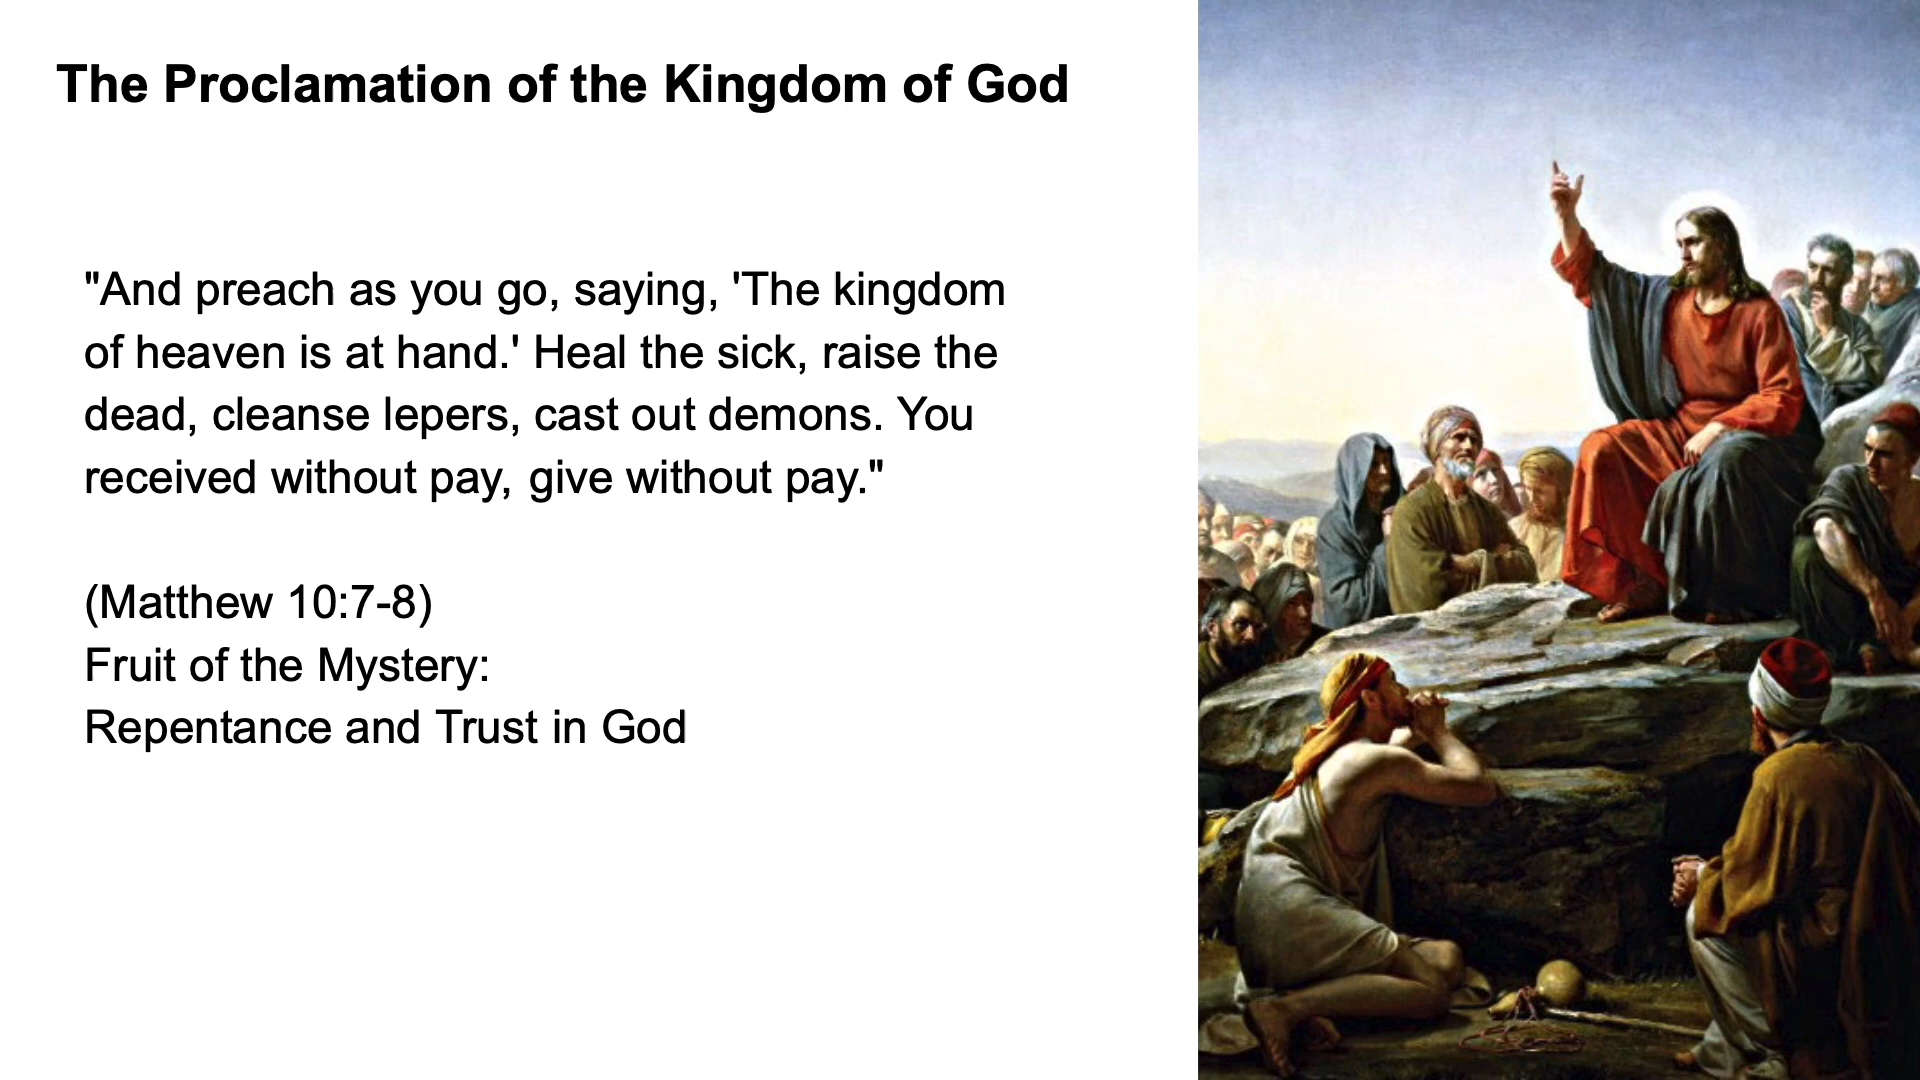 The Proclamation of the Kingdom of God
"And preach as you go, saying, 'The kingdom
of heaven is at hand.' Heal the sick, raise the
dead, cleanse lepers, cast out demons. You
received without pay, give without pay."
(Matthew 10:7-8)
Fruit of the Mystery:
Repentance and Trust in God